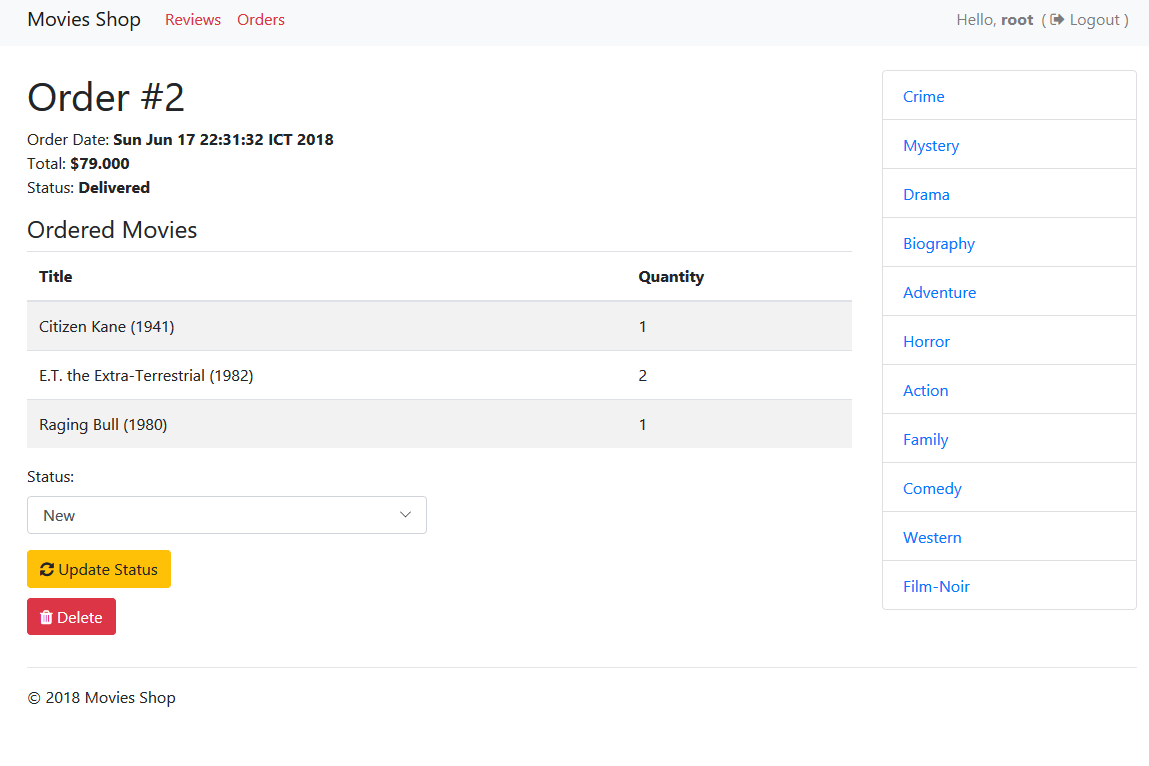 Movies Shop Reviews Orders Hello, root ( Logout )
Order #2
Order Date: Sun Jun 17 22:31:32 ICT 2018
Total: $79.000
Status: Delivered
Ordered Movies
Title Quantity
Citizen Kane (1941) 1
E.T. the Extra-Terrestrial (1982) 2
Raging Bull (1980) 1
Status:
New
Update Status
Delete
Crime
Mystery
Drama
Biography
Adventure
Horror
Action
Family
Comedy
Western
Film-Noir
© 2018 Movies Shop